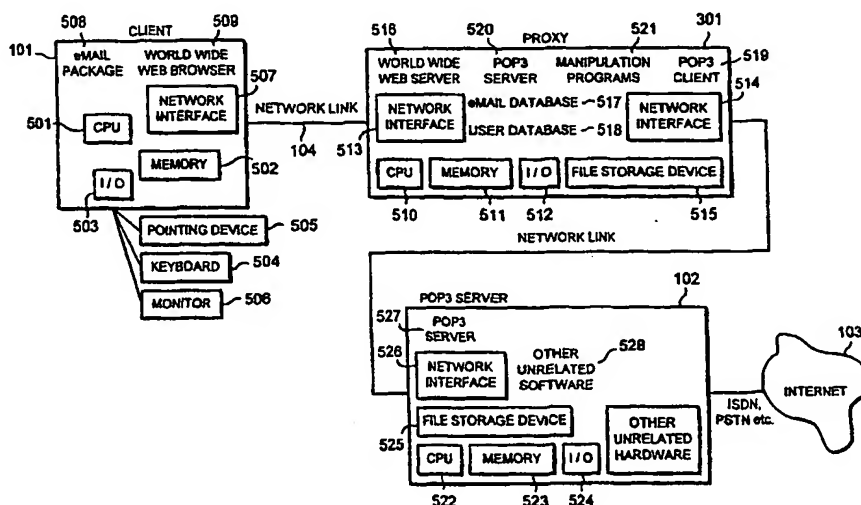 CLIENT
508
509
101
eMAIL PACKAGE
WORLD WIDE WEB BROWSER
507
NETWORK INTERFACE
501
CPU
MEMORY
502
I/O
503
POINTING DEVICE
505
KEYBOARD
504
MONITOR
506
NETWORK LINK
104
PROXY
516
520
521
301
WORLD WIDE WEB SERVER
POP3 SERVER
MANIPULATION PROGRAMS
POP3 CLIENT
519
514
NETWORK INTERFACE
513
eMAIL DATABASE
517
USER DATABASE
518
NETWORK INTERFACE
CPU
MEMORY
I/O
FILE STORAGE DEVICE
510
511
512
515
NETWORK LINK
POP3 SERVER
102
527
POP3 SERVER
526
NETWORK INTERFACE
OTHER UNRELATED SOFTWARE
528
FILE STORAGE DEVICE
525
OTHER UNRELATED HARDWARE
CPU
MEMORY
I/O
522
523
524
ISDN, PSTN etc.
INTERNET
103